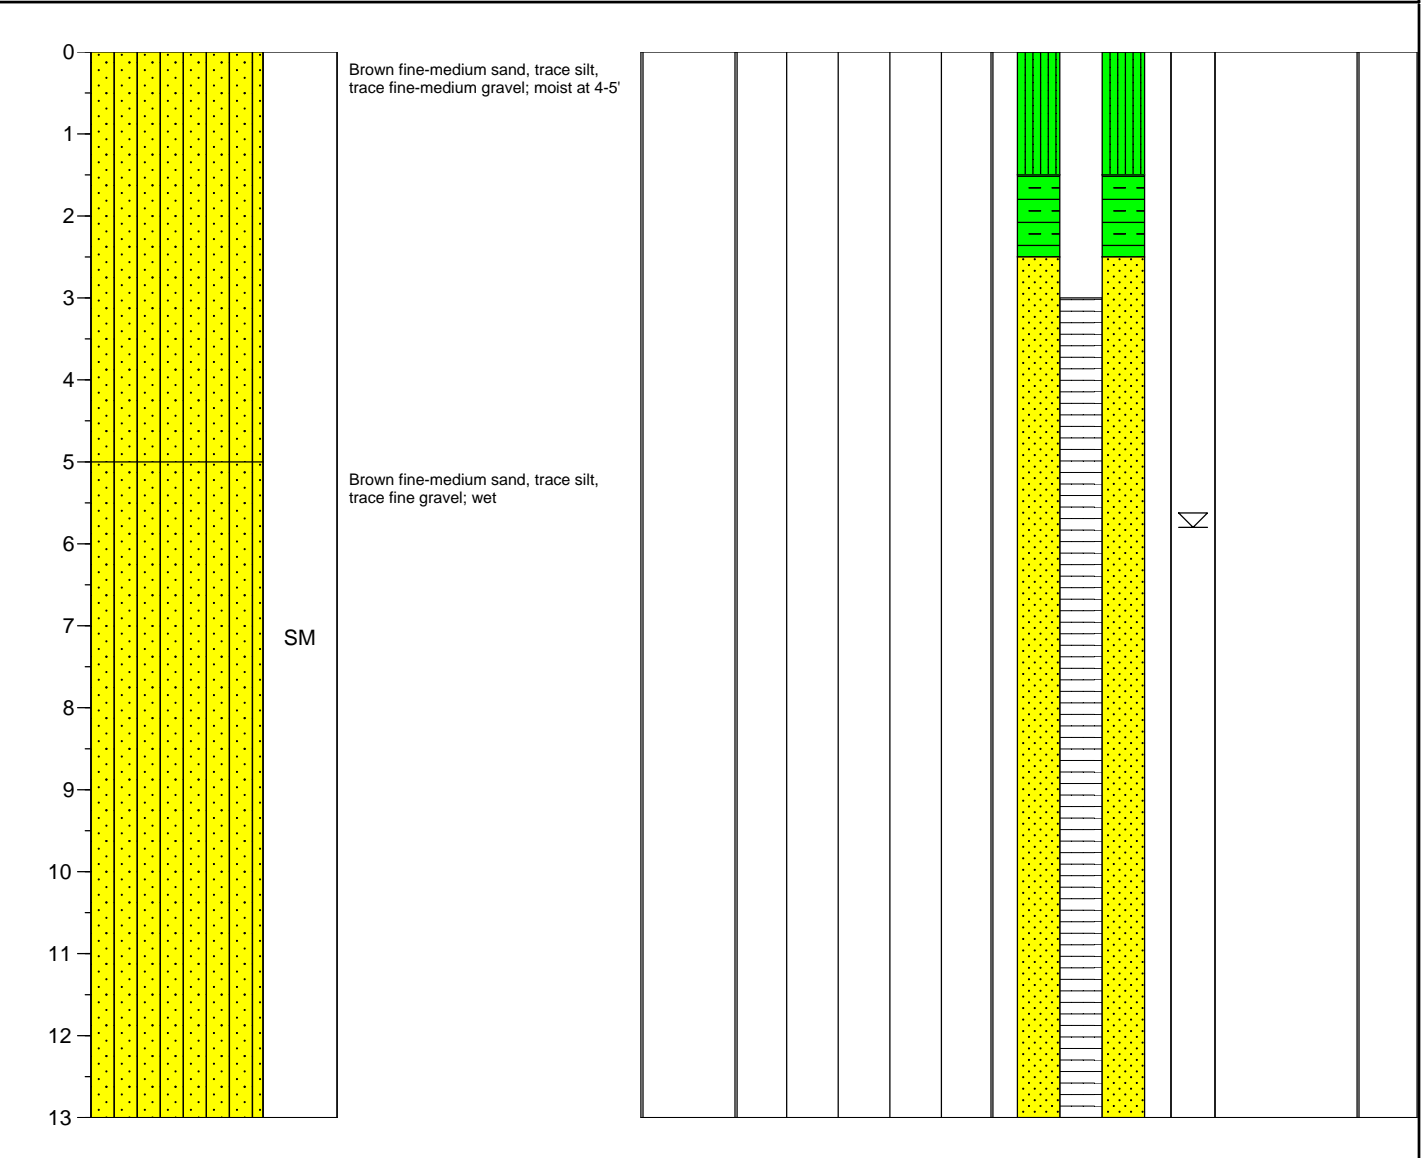 0
Brown fine-medium sand, trace silt,
trace fine-medium gravel; moist at 4-5'
1
2
3
4
5
Brown fine-medium sand, trace silt,
trace fine gravel; wet
6
7
SM
8
9
10
11
12
13